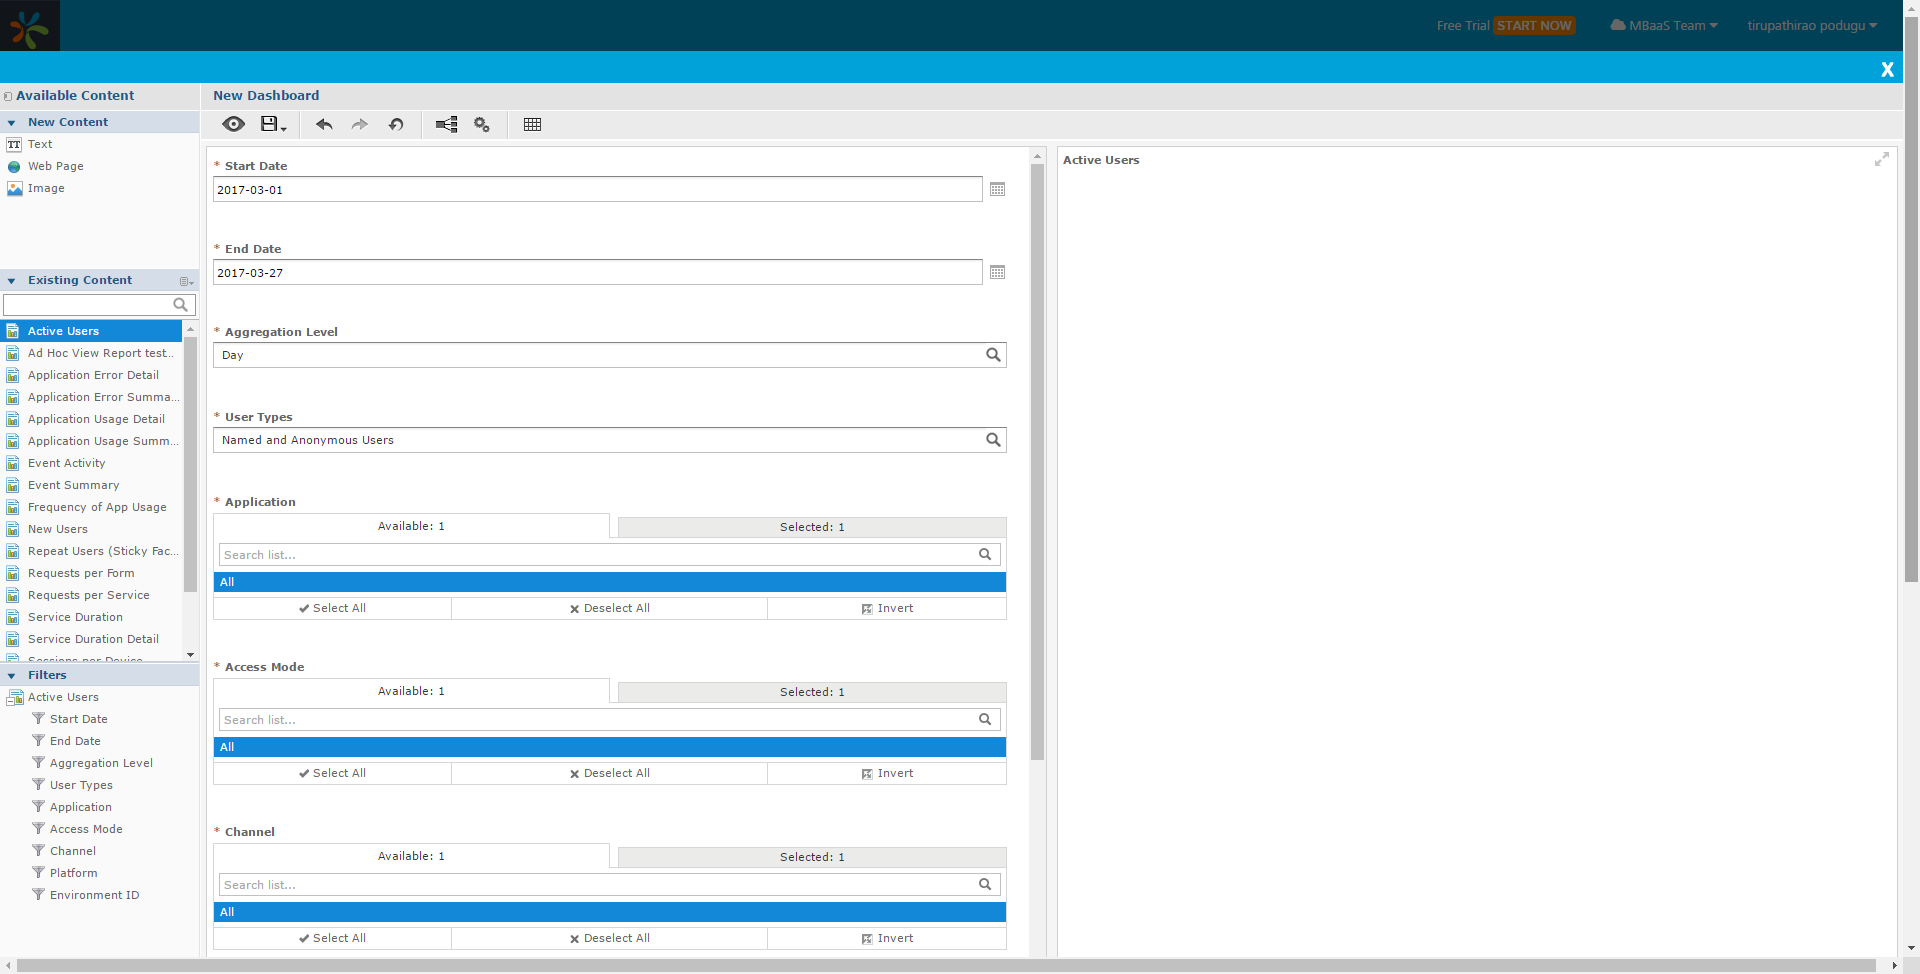 Free Trial START NOW MBaaS Team tirupathirao podugu
X
Available Content
New Content
TT Text
Web Page
Image
Existing Content
Active Users
Ad Hoc View Report test...
Application Error Detail
Application Error Summa...
Application Usage Detail
Application Usage Summ...
Event Activity
Event Summary
Frequency of App Usage
New Users
Repeat Users (Sticky Fac...
Requests per Form
Requests per Service
Service Duration
Service Duration Detail
Sessions per Device
Filters
Active Users
Start Date
End Date
Aggregation Level
User Types
Application
Access Mode
Channel
Platform
Environment ID
New Dashboard
* Start Date
2017-03-01
* End Date
2017-03-27
* Aggregation Level
Day
* User Types
Named and Anonymous Users
* Application
Available: 1 Selected: 1
Search list...
All
Select All Deselect All Invert
* Access Mode
Available: 1 Selected: 1
Search list...
All
Select All Deselect All Invert
* Channel
Available: 1 Selected: 1
Search list...
All
Select All Deselect All Invert
Active Users